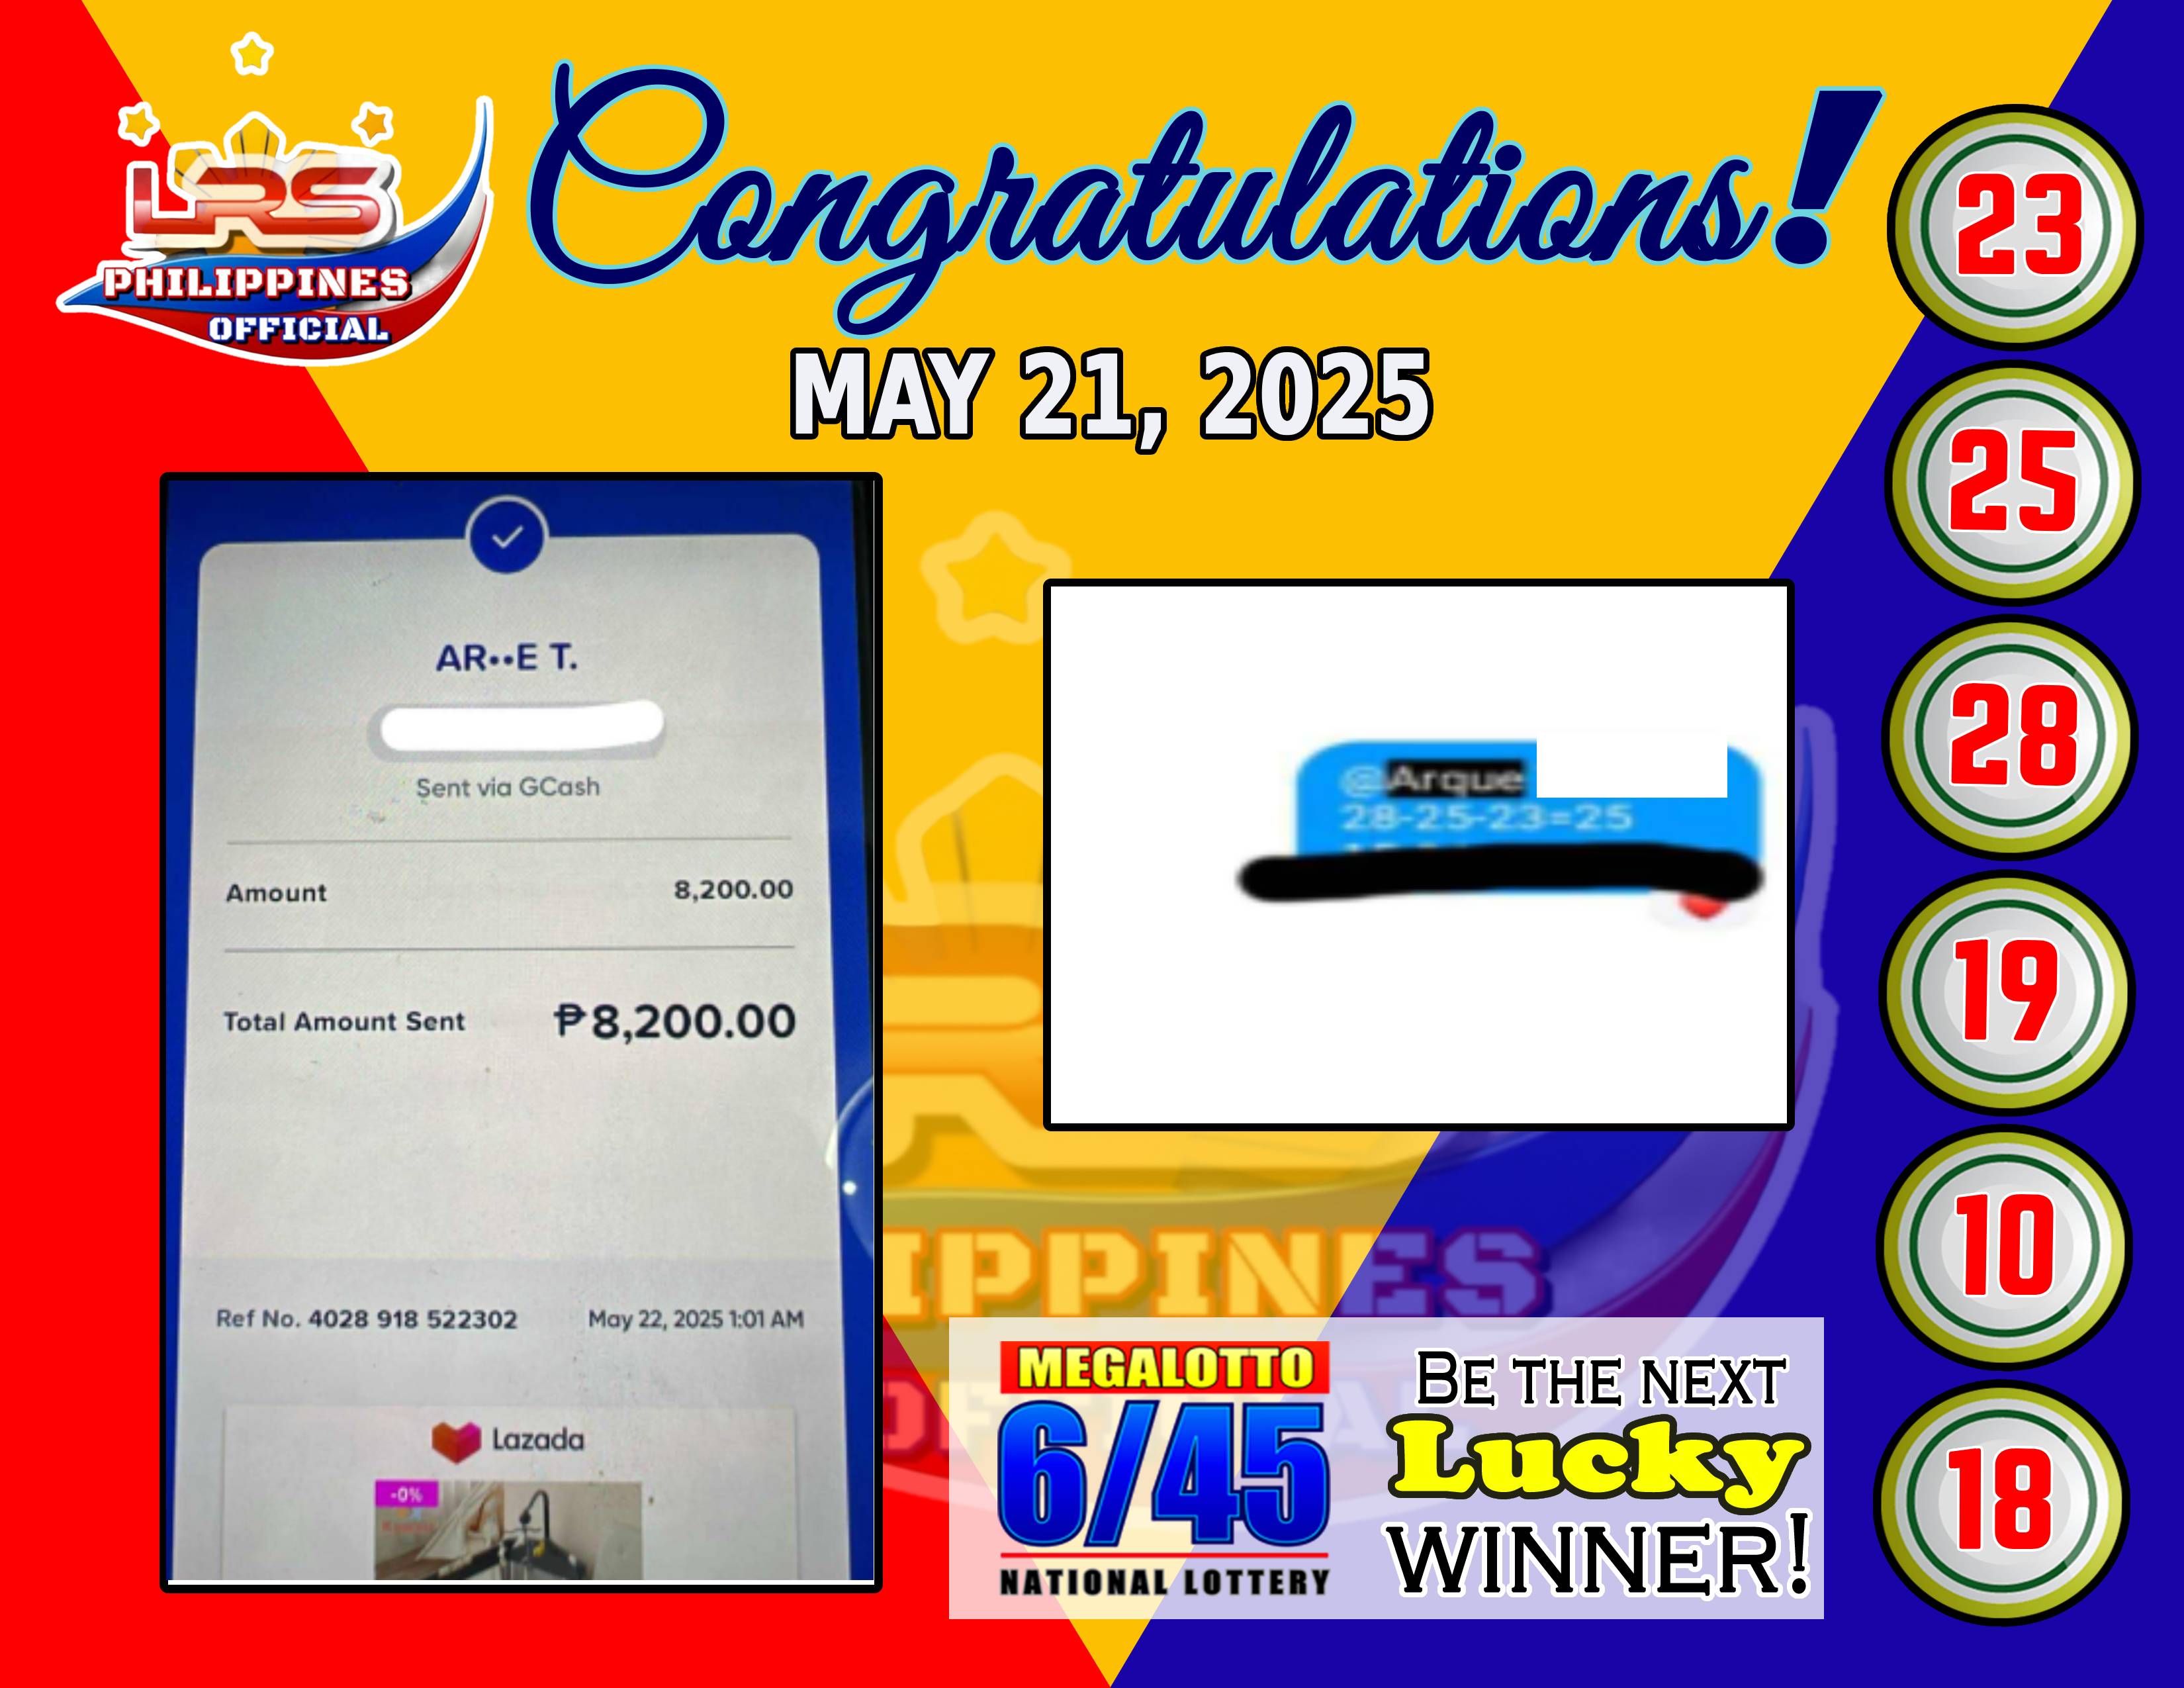 LRS
PHILIPPINES
OFFICIAL
Congratulations!
MAY 21, 2025
AR••E T.
Sent via GCash
Amount 8,200.00
Total Amount Sent ₱8,200.00
Ref No. 4028 918 522302 May 22, 2025 1:01 AM
Lazada
-0%
@Arque
28-25-23=25
MEGALOTTO
6/45
NATIONAL LOTTERY
BE THE NEXT
Lucky
WINNER!
23
25
28
19
10
18